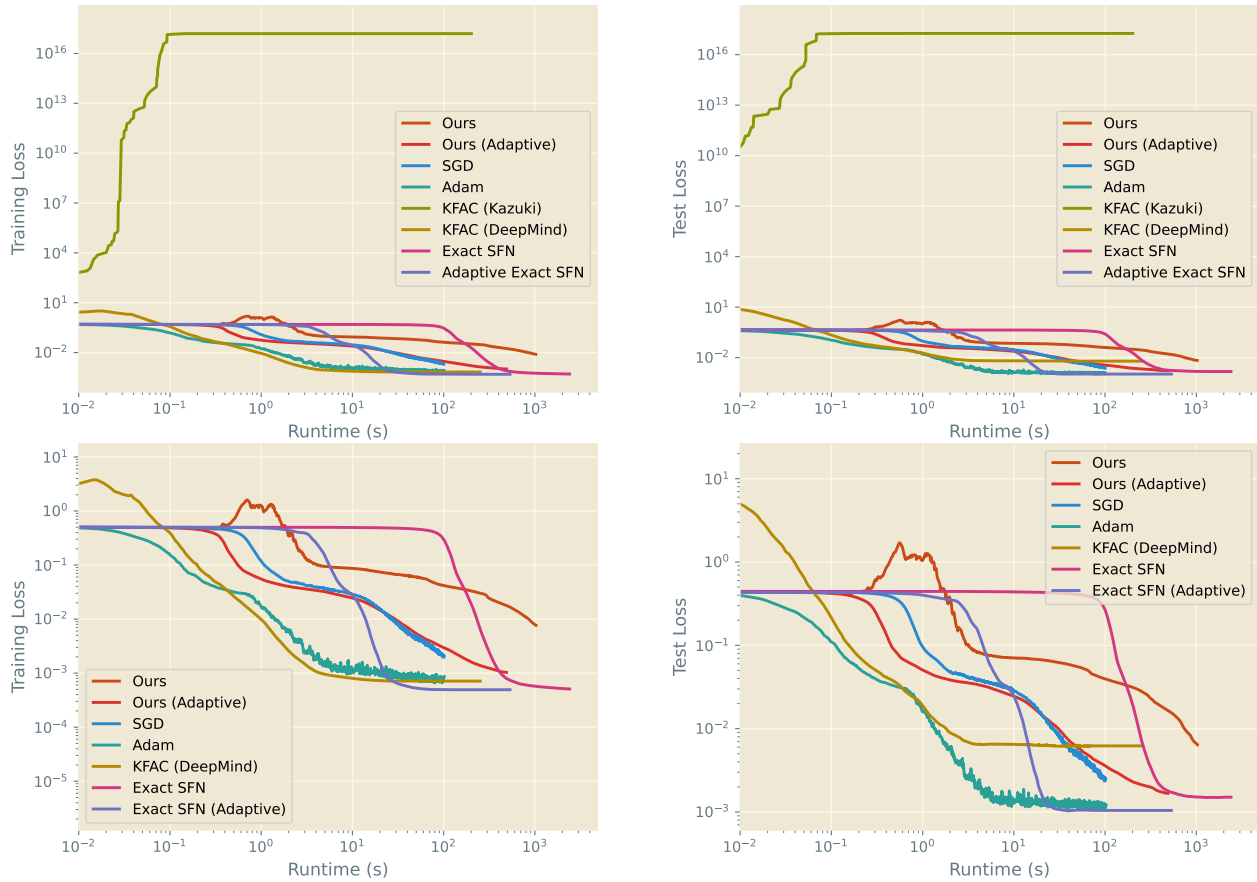 10^16
10^13
10^10
10^7
10^4
10^1
10^−2
Training Loss
Ours
Ours (Adaptive)
SGD
Adam
KFAC (Kazuki)
KFAC (DeepMind)
Exact SFN
Adaptive Exact SFN
10^−2 10^−1 10^0 10^1 10^2 10^3
Runtime (s)
10^16
10^13
10^10
10^7
10^4
10^1
10^−2
Test Loss
Ours
Ours (Adaptive)
SGD
Adam
KFAC (Kazuki)
KFAC (DeepMind)
Exact SFN
Adaptive Exact SFN
10^−2 10^−1 10^0 10^1 10^2 10^3
Runtime (s)
10^1
10^0
10^−1
10^−2
10^−3
10^−4
10^−5
Training Loss
Ours
Ours (Adaptive)
SGD
Adam
KFAC (DeepMind)
Exact SFN
Exact SFN (Adaptive)
10^−2 10^−1 10^0 10^1 10^2 10^3
Runtime (s)
10^1
10^0
10^−1
10^−2
10^−3
Test Loss
Ours
Ours (Adaptive)
SGD
Adam
KFAC (DeepMind)
Exact SFN
Exact SFN (Adaptive)
10^−2 10^−1 10^0 10^1 10^2 10^3
Runtime (s)